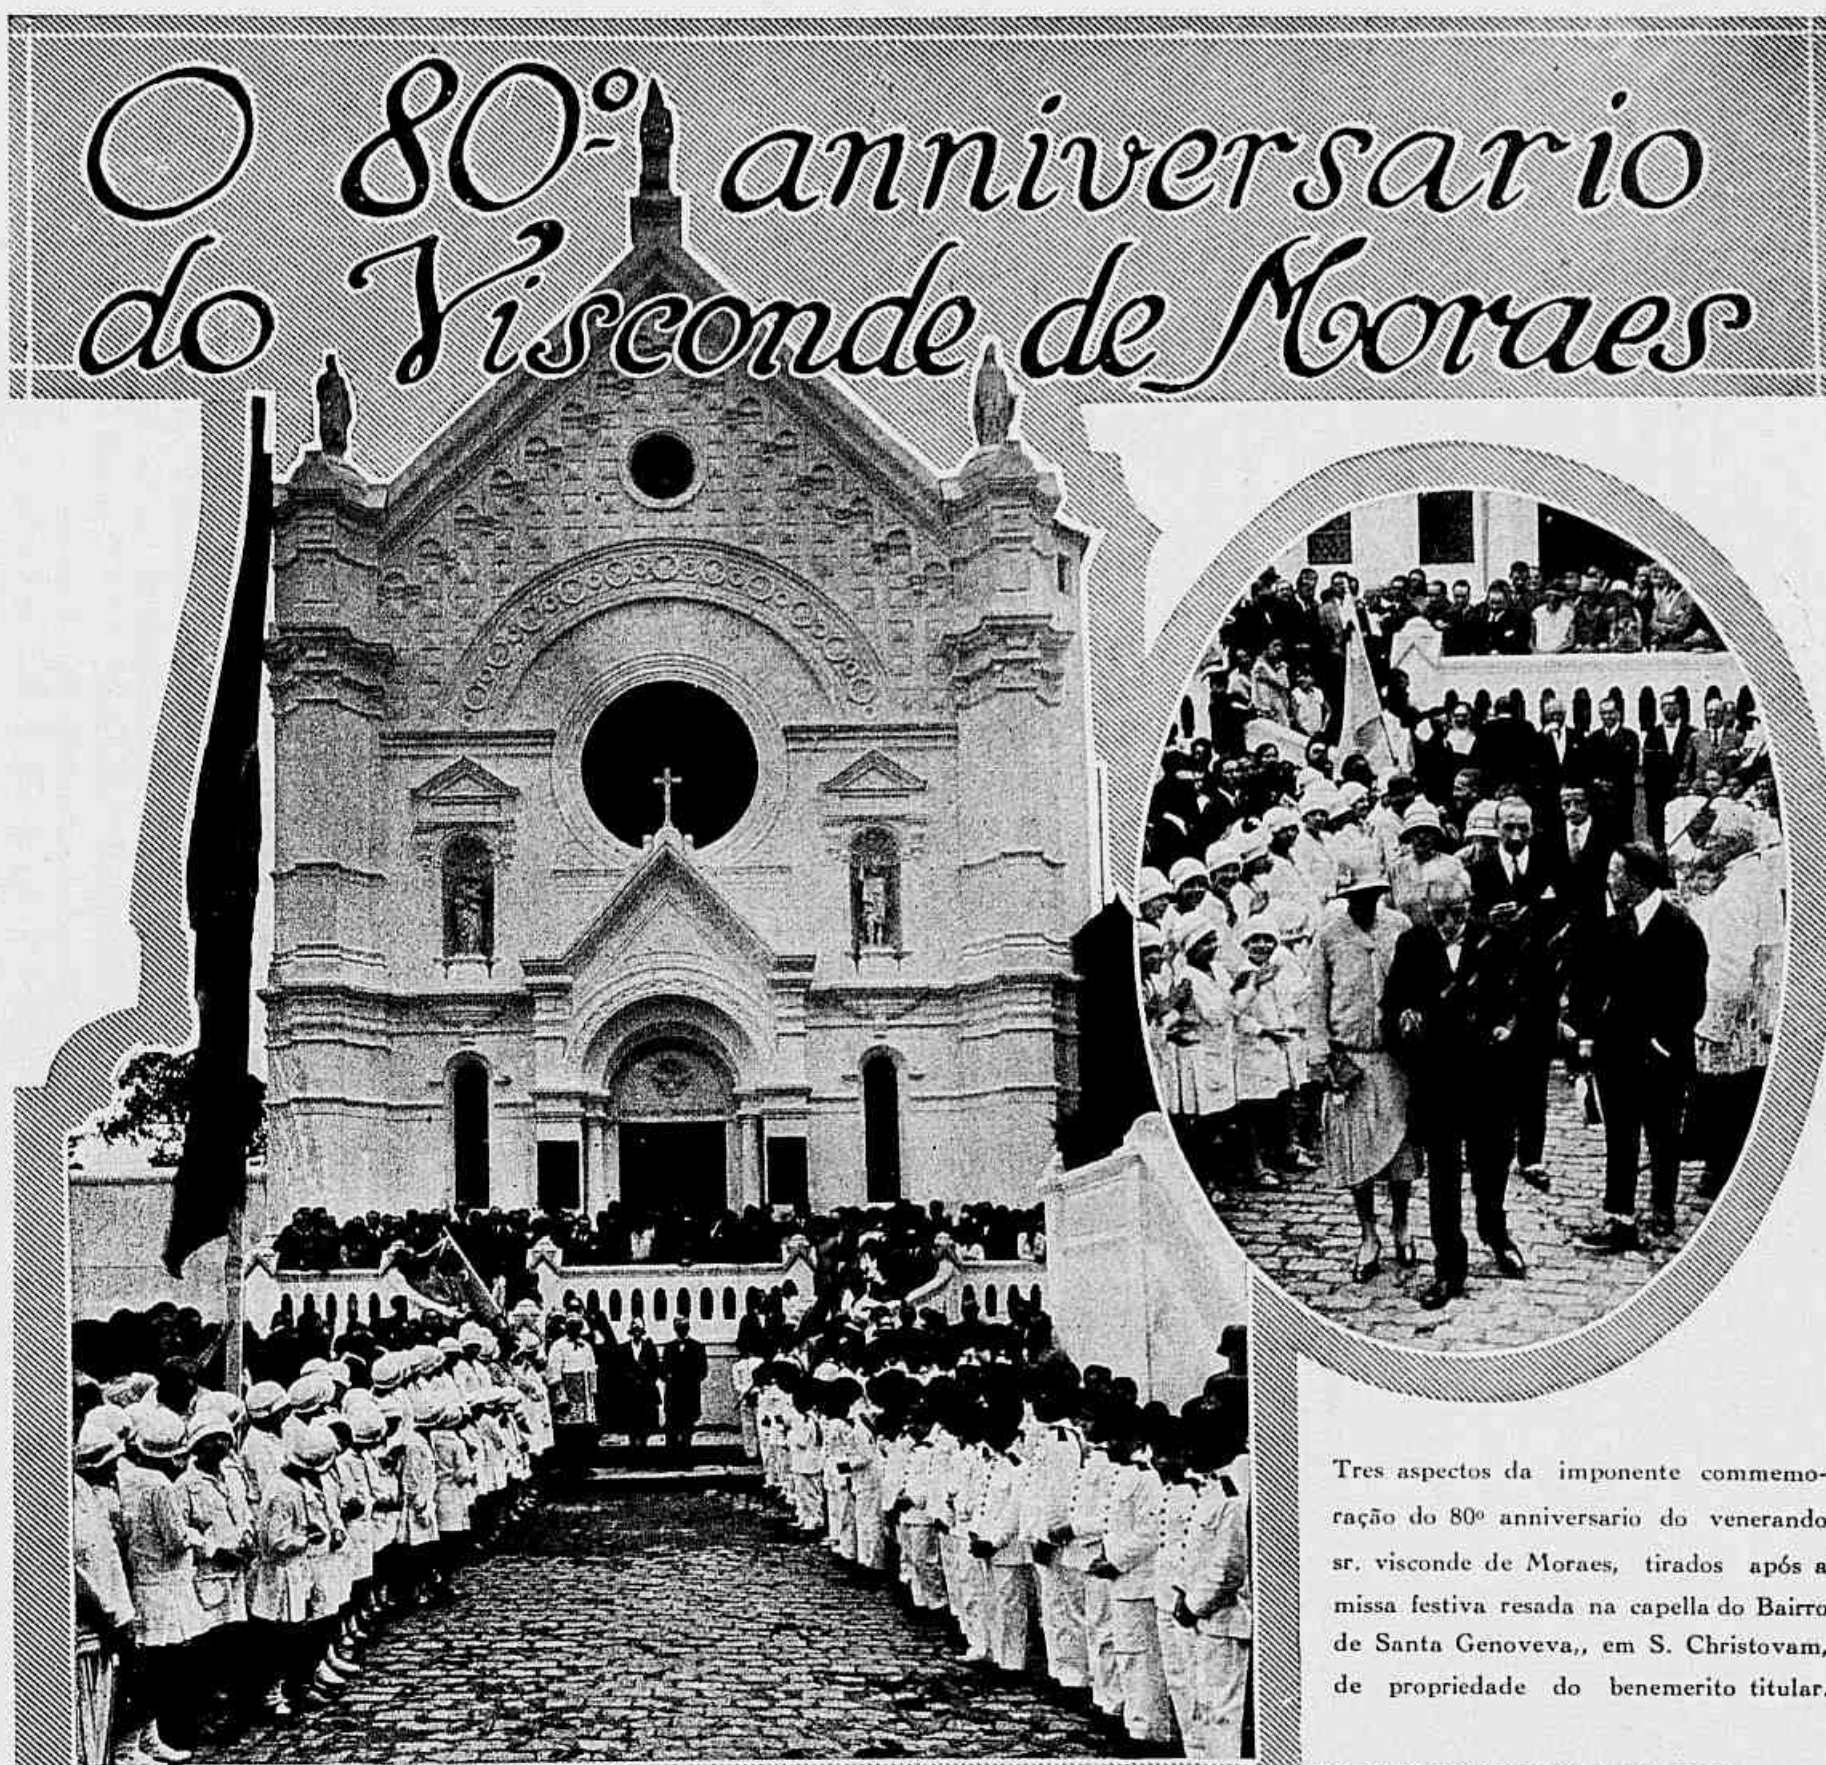 O 80º anniversario
do Visconde de Moraes
Tres aspectos da imponente commemo-
ração do 80º anniversario do venerando
sr. visconde de Moraes, tirados após a
missa festiva resada na capella do Bairro
de Santa Genoveva,, em S. Christovam,
de propriedade do benemerito titular.